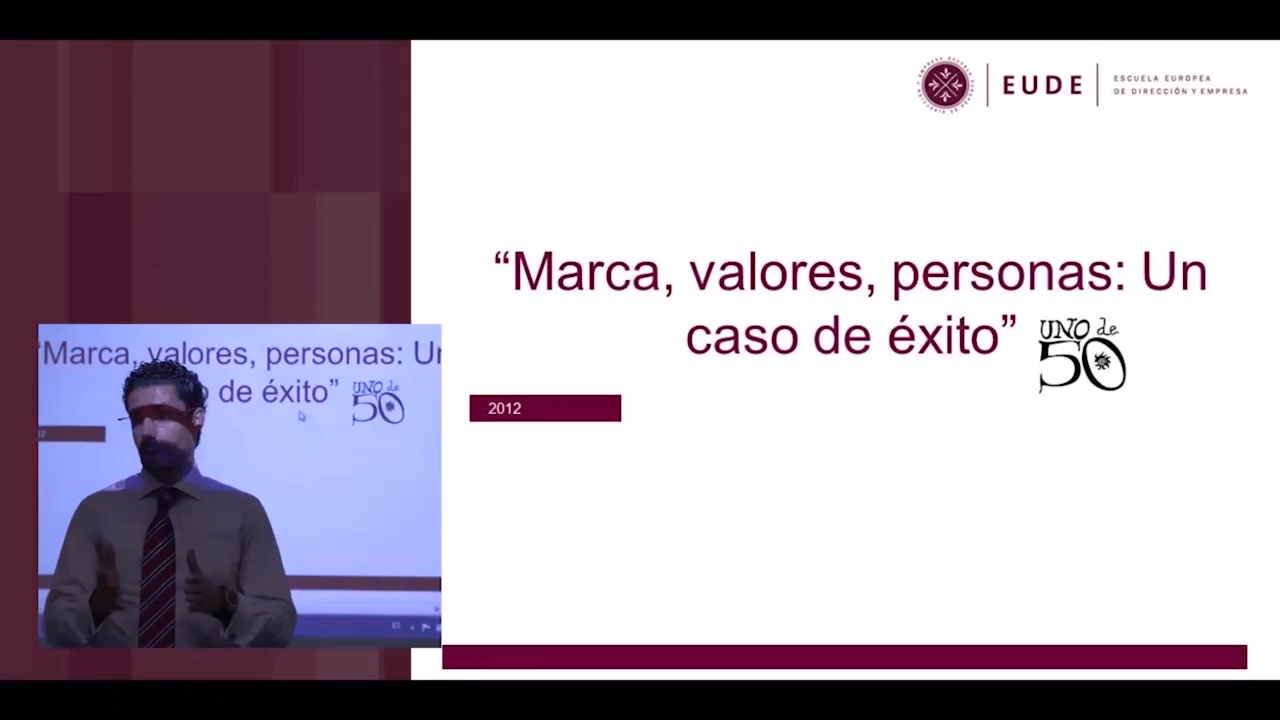 EUDE
ESCUELA EUROPEA
DE DIRECCIÓN Y EMPRESA
“Marca, valores, personas: Un
caso de éxito”
UNO de
50
2012
Marca, valores, personas: Un
de éxito”
UNO de
50
ES